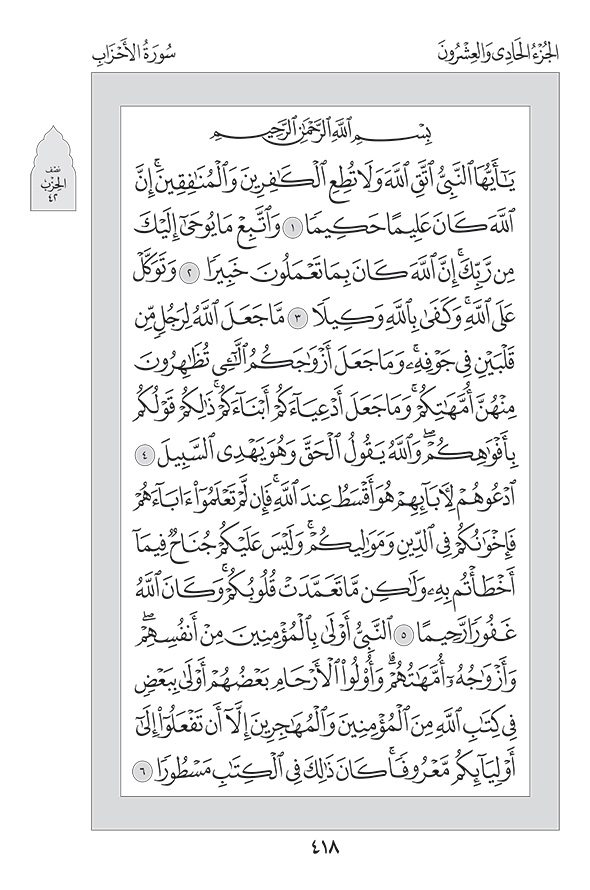 الجُزْءُ الحَادِى وَالعِشْرُونَ
سُورَةُ الأَحْزَابِ
نِصْف
الحِزْب
٤٢
بِسْمِ ٱللَّهِ ٱلرَّحْمَٰنِ ٱلرَّحِيمِ
يَٰٓأَيُّهَا ٱلنَّبِىُّ ٱتَّقِ ٱللَّهَ وَلَا تُطِعِ ٱلْكَٰفِرِينَ وَٱلْمُنَٰفِقِينَۚ إِنَّ
ٱللَّهَ كَانَ عَلِيمًا حَكِيمًا ١ وَٱتَّبِعْ مَا يُوحَىٰٓ إِلَيْكَ
مِن رَّبِّكَۚ إِنَّ ٱللَّهَ كَانَ بِمَا تَعْمَلُونَ خَبِيرًا ٢ وَتَوَكَّلْ
عَلَى ٱللَّهِۚ وَكَفَىٰ بِٱللَّهِ وَكِيلًا ٣ مَّا جَعَلَ ٱللَّهُ لِرَجُلٍ مِّن
قَلْبَيْنِ فِى جَوْفِهِۦۚ وَمَا جَعَلَ أَزْوَٰجَكُمُ ٱلَّٰٓـِٔى تُظَٰهِرُونَ
مِنْهُنَّ أُمَّهَٰتِكُمْۚ وَمَا جَعَلَ أَدْعِيَآءَكُمْ أَبْنَآءَكُمْۚ ذَٰلِكُمْ قَوْلُكُم
بِأَفْوَٰهِكُمْۖ وَٱللَّهُ يَقُولُ ٱلْحَقَّ وَهُوَ يَهْدِى ٱلسَّبِيلَ ٤
ٱدْعُوهُمْ لِءَابَآئِهِمْ هُوَ أَقْسَطُ عِندَ ٱللَّهِۚ فَإِن لَّمْ تَعْلَمُوٓا۟ ءَابَآءَهُمْ
فَإِخْوَٰنُكُمْ فِى ٱلدِّينِ وَمَوَٰلِيكُمْۚ وَلَيْسَ عَلَيْكُمْ جُنَاحٌ فِيمَآ
أَخْطَأْتُم بِهِۦ وَلَٰكِن مَّا تَعَمَّدَتْ قُلُوبُكُمْۚ وَكَانَ ٱللَّهُ
غَفُورًا رَّحِيمًا ٥ ٱلنَّبِىُّ أَوْلَىٰ بِٱلْمُؤْمِنِينَ مِنْ أَنفُسِهِمْۖ
وَأَزْوَٰجُهُۥٓ أُمَّهَٰتُهُمْۗ وَأُو۟لُوا۟ ٱلْأَرْحَامِ بَعْضُهُمْ أَوْلَىٰ بِبَعْضٍ
فِى كِتَٰبِ ٱللَّهِ مِنَ ٱلْمُؤْمِنِينَ وَٱلْمُهَٰجِرِينَ إِلَّآ أَن تَفْعَلُوٓا۟ إِلَىٰٓ
أَوْلِيَآئِكُم مَّعْرُوفًاۚ كَانَ ذَٰلِكَ فِى ٱلْكِتَٰبِ مَسْطُورًا ٦
٤١٨